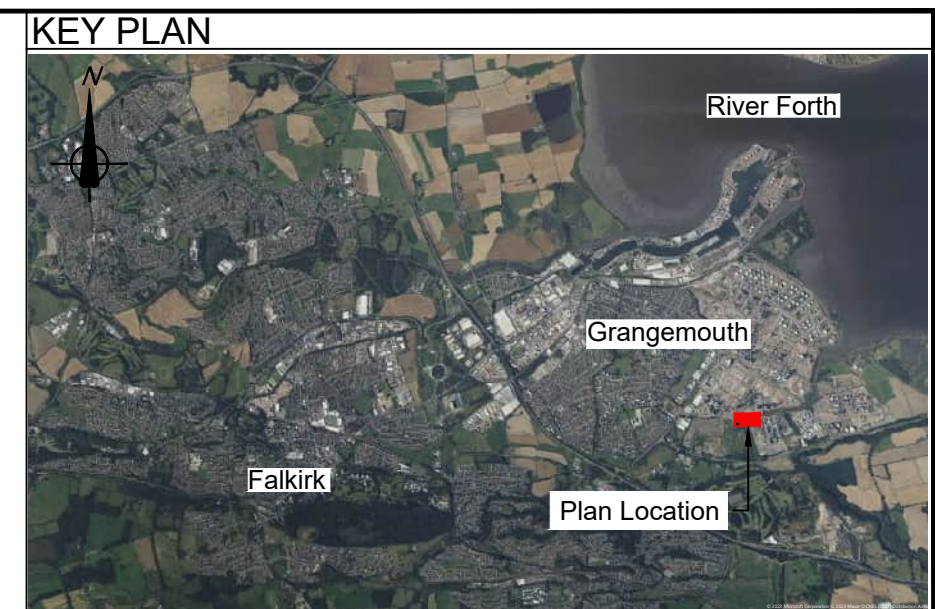 KEY PLAN
N
River Forth
Grangemouth
Falkirk
Plan Location